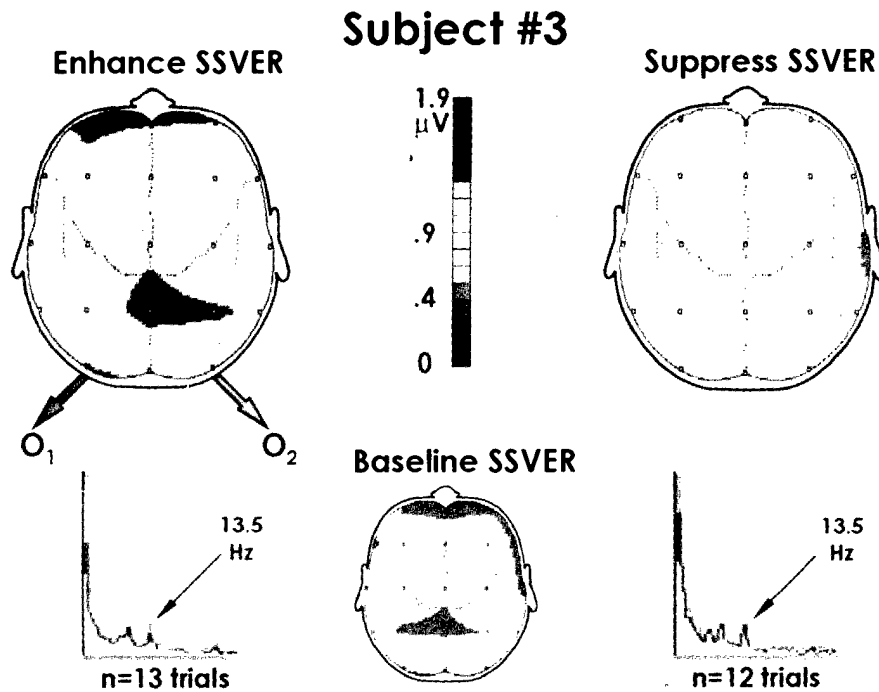 Subject #3
Enhance SSVER
Suppress SSVER
1.9
μV
.9
.4
0
O₁
O₂
Baseline SSVER
13.5
Hz
13.5
Hz
n=13 trials
n=12 trials